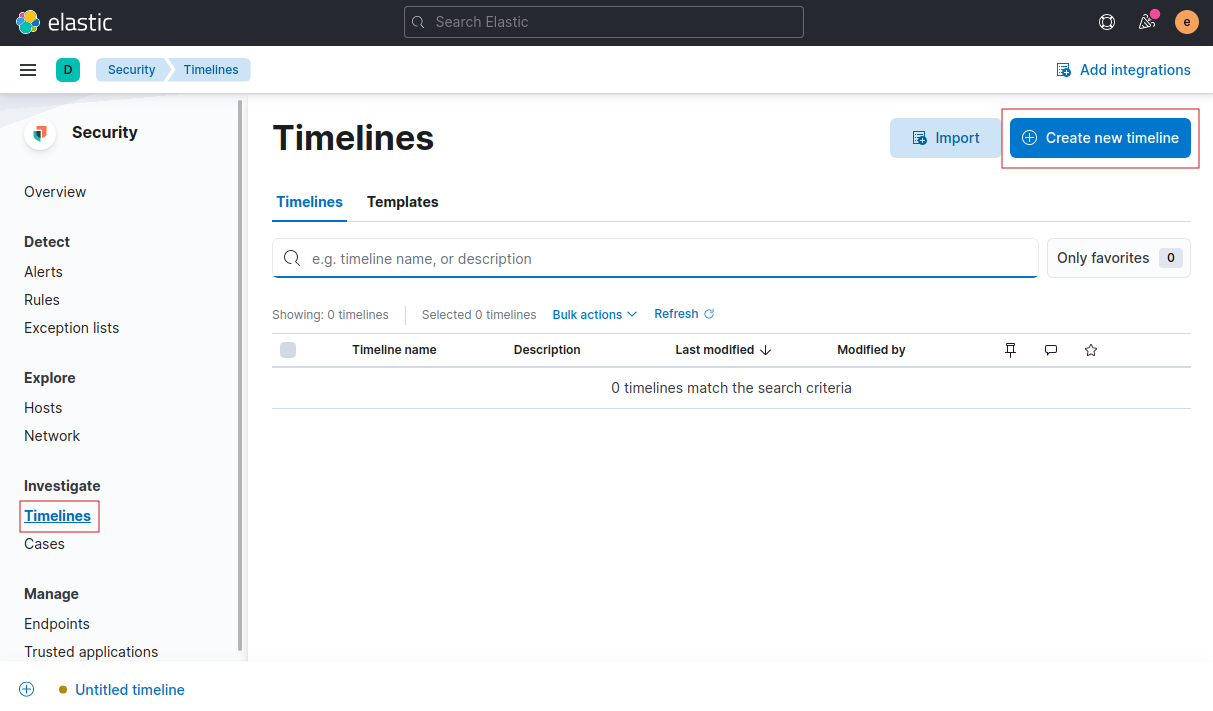 elastic
Search Elastic
e
D
Security
Timelines
Add integrations
Security
Overview
Detect
Alerts
Rules
Exception lists
Explore
Hosts
Network
Investigate
Timelines
Cases
Manage
Endpoints
Trusted applications
Timelines
Import
Create new timeline
Timelines
Templates
e.g. timeline name, or description
Only favorites 0
Showing: 0 timelines
Selected 0 timelines
Bulk actions
Refresh
Timeline name
Description
Last modified
Modified by
0 timelines match the search criteria
Untitled timeline